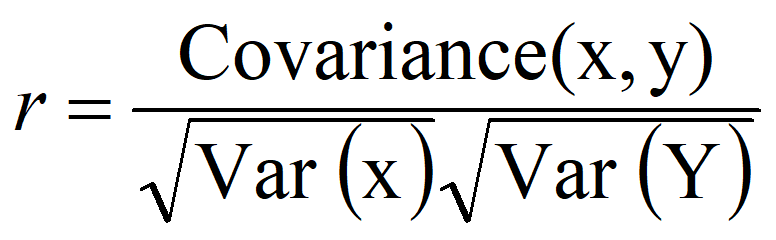 r = Covariance(x, y) / √Var (x) √Var (Y)